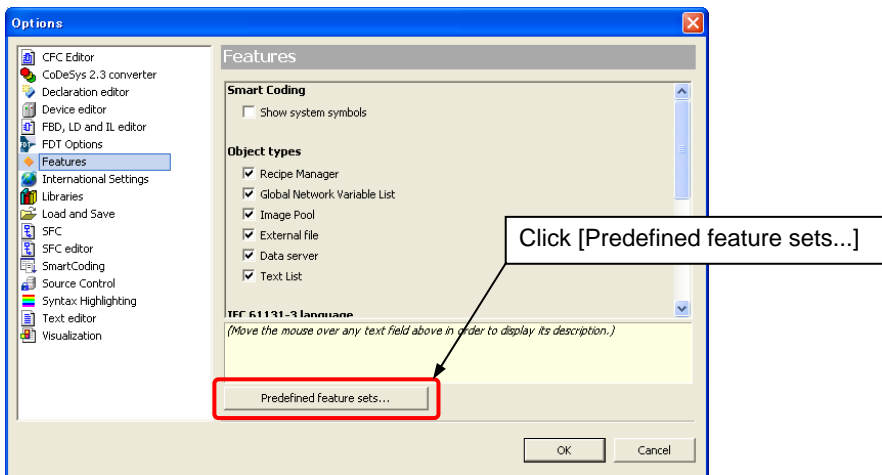 Options
CFC Editor
CoDeSys 2.3 converter
Declaration editor
Device editor
FBD, LD and IL editor
FDT Options
Features
International Settings
Libraries
Load and Save
SFC
SFC editor
SmartCoding
Source Control
Syntax Highlighting
Text editor
Visualization
Features
Smart Coding
Show system symbols
Object types
Recipe Manager
Global Network Variable List
Image Pool
External file
Data server
Text List
IEC 61131-3 language
(Move the mouse over any text field above in order to display its description.)
Predefined feature sets...
Click [Predefined feature sets...]
OK
Cancel